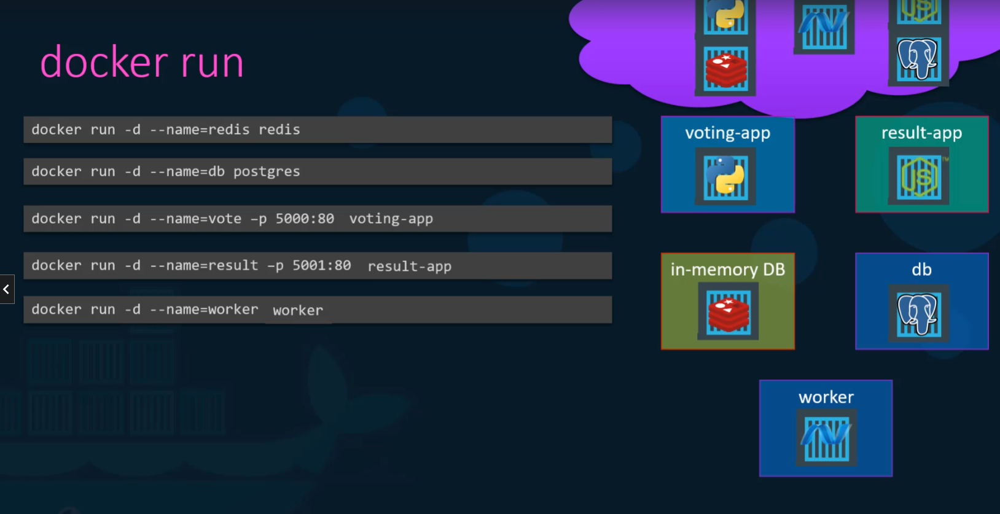 docker run
docker run -d --name=redis redis
docker run -d --name=db postgres
docker run -d --name=vote –p 5000:80 voting-app
docker run -d --name=result –p 5001:80 result-app
docker run -d --name=worker worker
voting-app
result-app
JS
TM
in-memory DB
db
worker